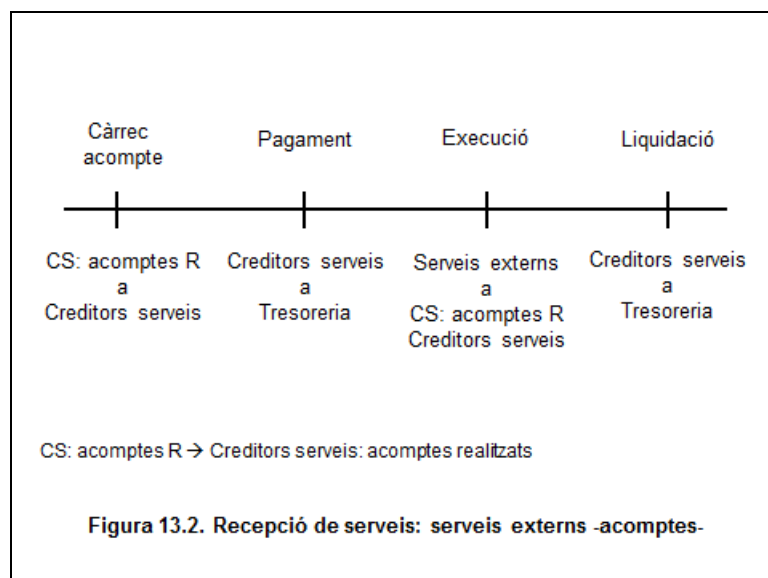 Càrrec
acompte
Pagament
Execució
Liquidació
CS: acomptes R
a
Creditors serveis
Creditors serveis
a
Tresoreria
Serveis externs
a
CS: acomptes R
Creditors serveis
Creditors serveis
a
Tresoreria
CS: acomptes R → Creditors serveis: acomptes realitzats
Figura 13.2. Recepció de serveis: serveis externs -acomptes-